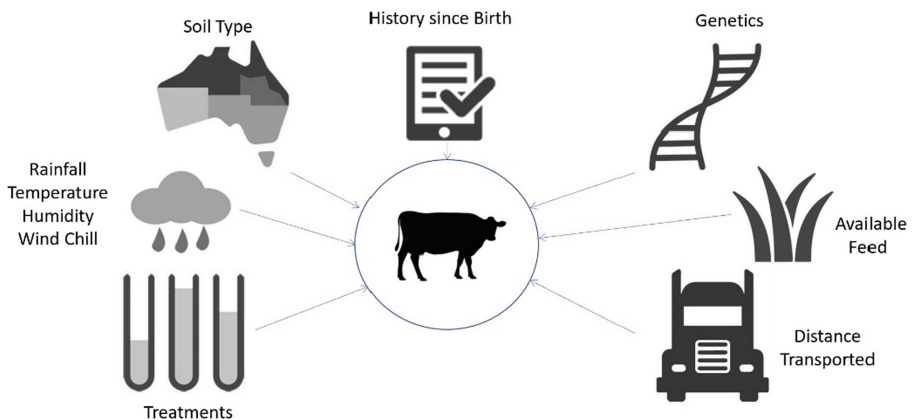 History since Birth
Soil Type
Genetics
Rainfall
Temperature
Humidity
Wind Chill
Available
Feed
Distance
Transported
Treatments